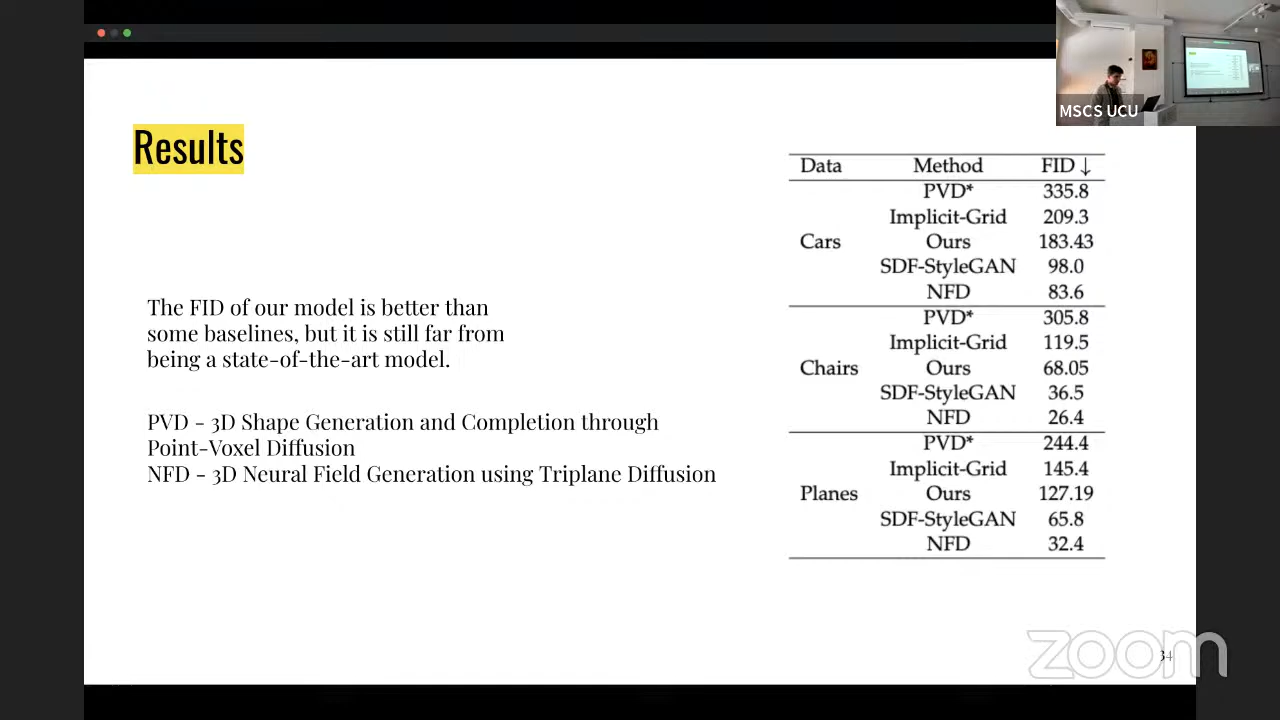 MSCS UCU
Results
The FID of our model is better than
some baselines, but it is still far from
being a state-of-the-art model.
PVD - 3D Shape Generation and Completion through
Point-Voxel Diffusion
NFD - 3D Neural Field Generation using Triplane Diffusion
Data Method FID ↓
PVD* 335.8
Implicit-Grid 209.3
Cars Ours 183.43
SDF-StyleGAN 98.0
NFD 83.6
PVD* 305.8
Implicit-Grid 119.5
Chairs Ours 68.05
SDF-StyleGAN 36.5
NFD 26.4
PVD* 244.4
Implicit-Grid 145.4
Planes Ours 127.19
SDF-StyleGAN 65.8
NFD 32.4
zoom
34